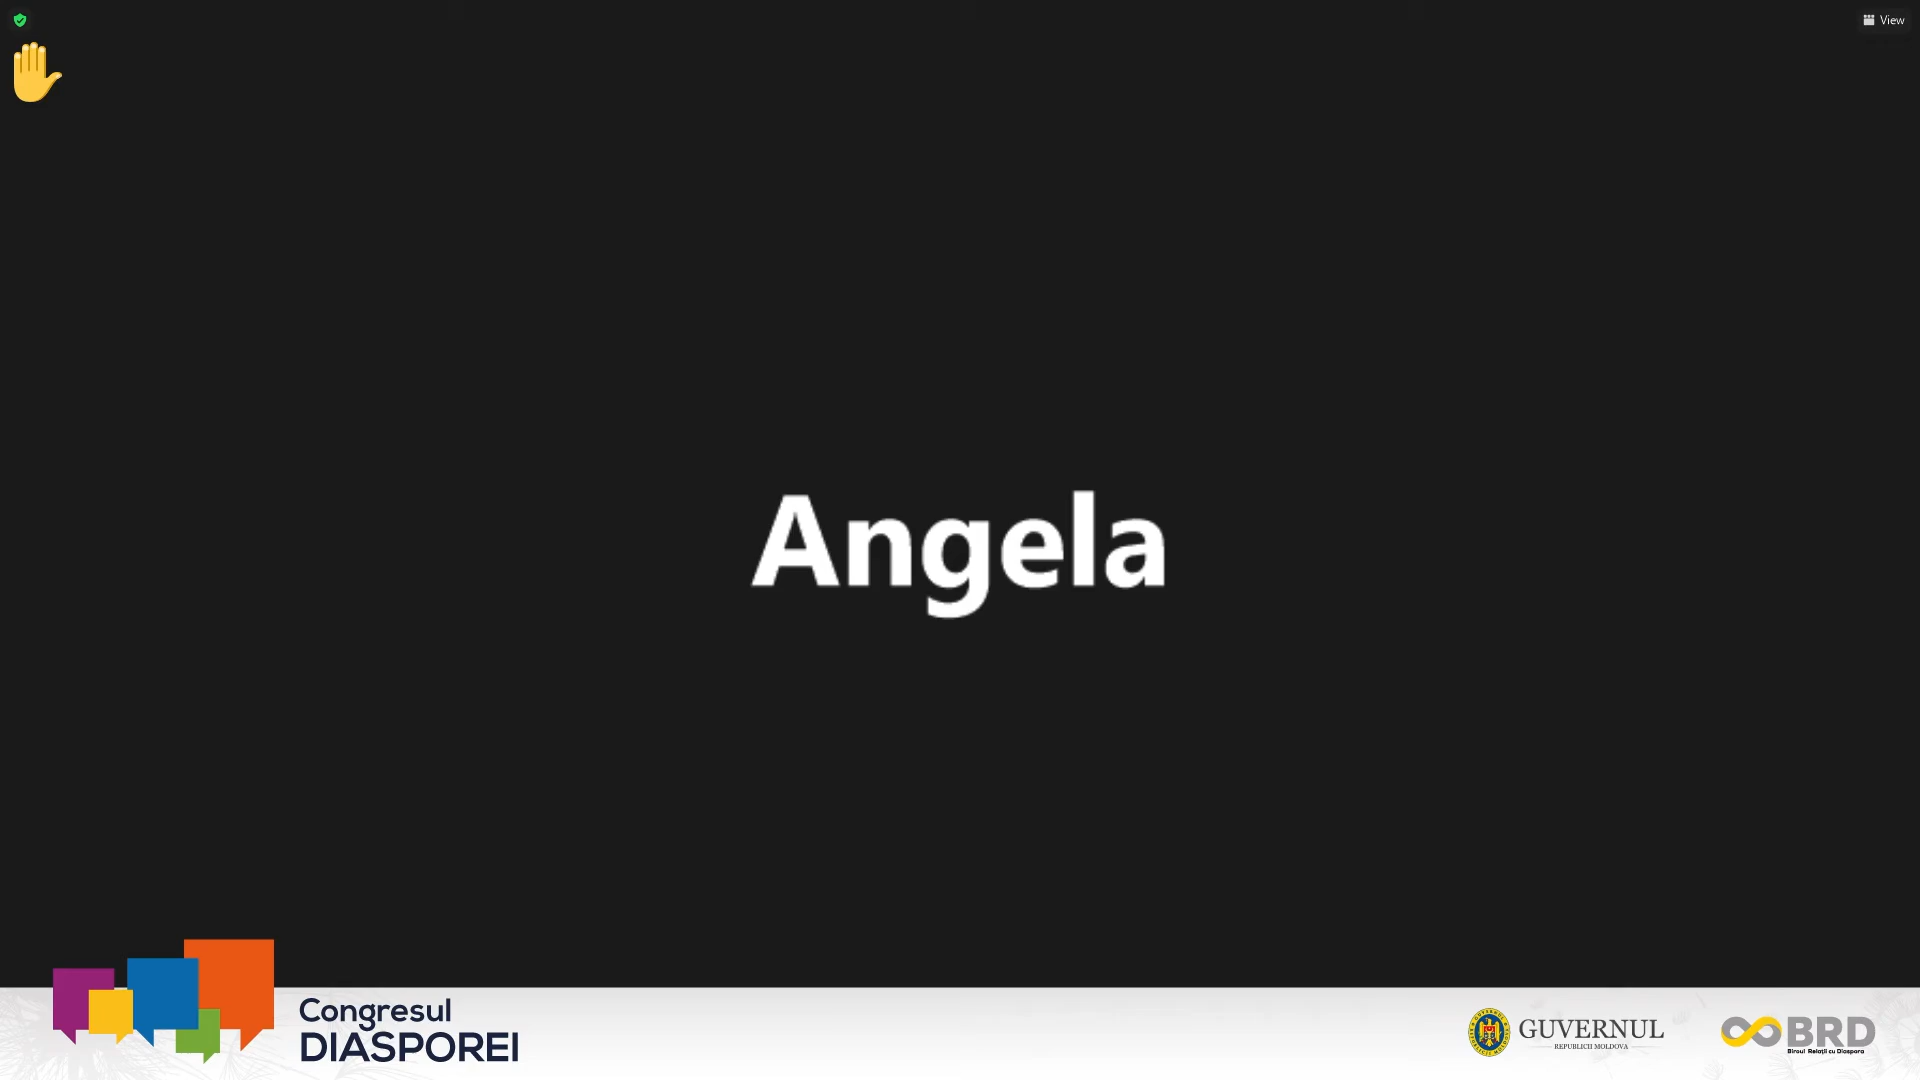 View
Angela
Congresul
DIASPOREI
GUVERNUL
REPUBLICII MOLDOVA
BRD
Biroul Relații cu Diaspora